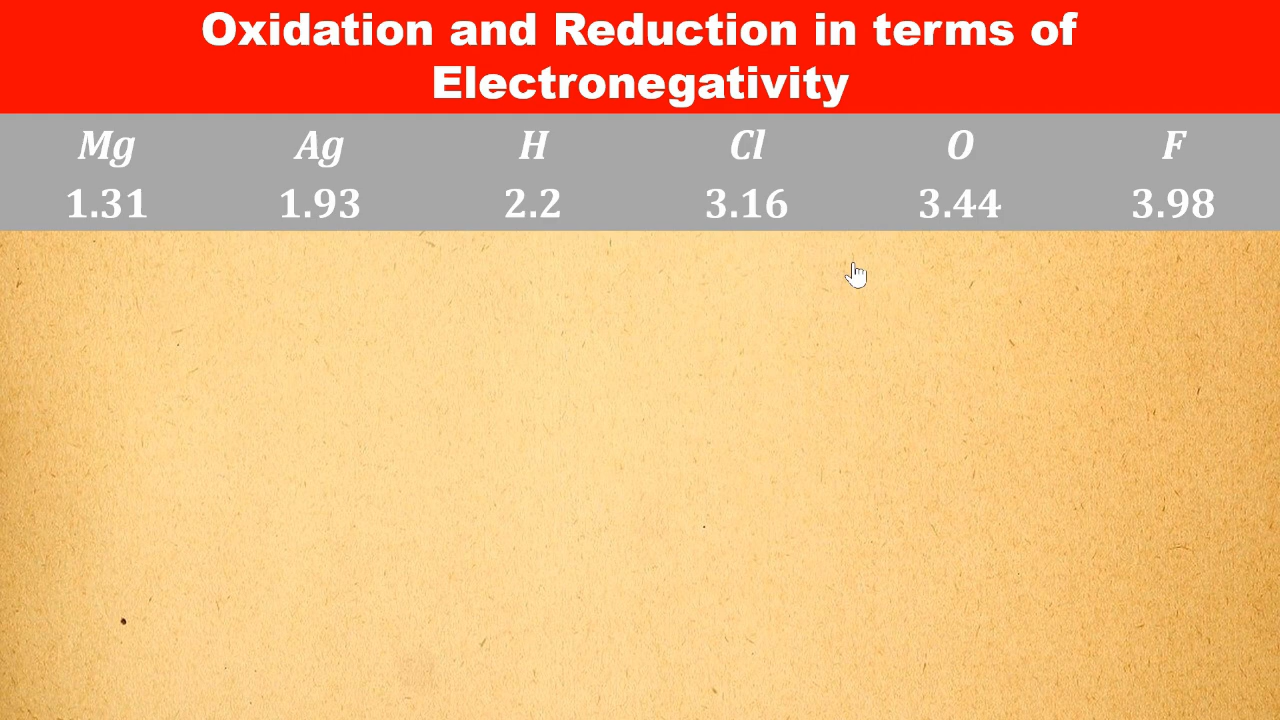 Oxidation and Reduction in terms of
Electronegativity
Mg Ag H Cl O F
1.31 1.93 2.2 3.16 3.44 3.98